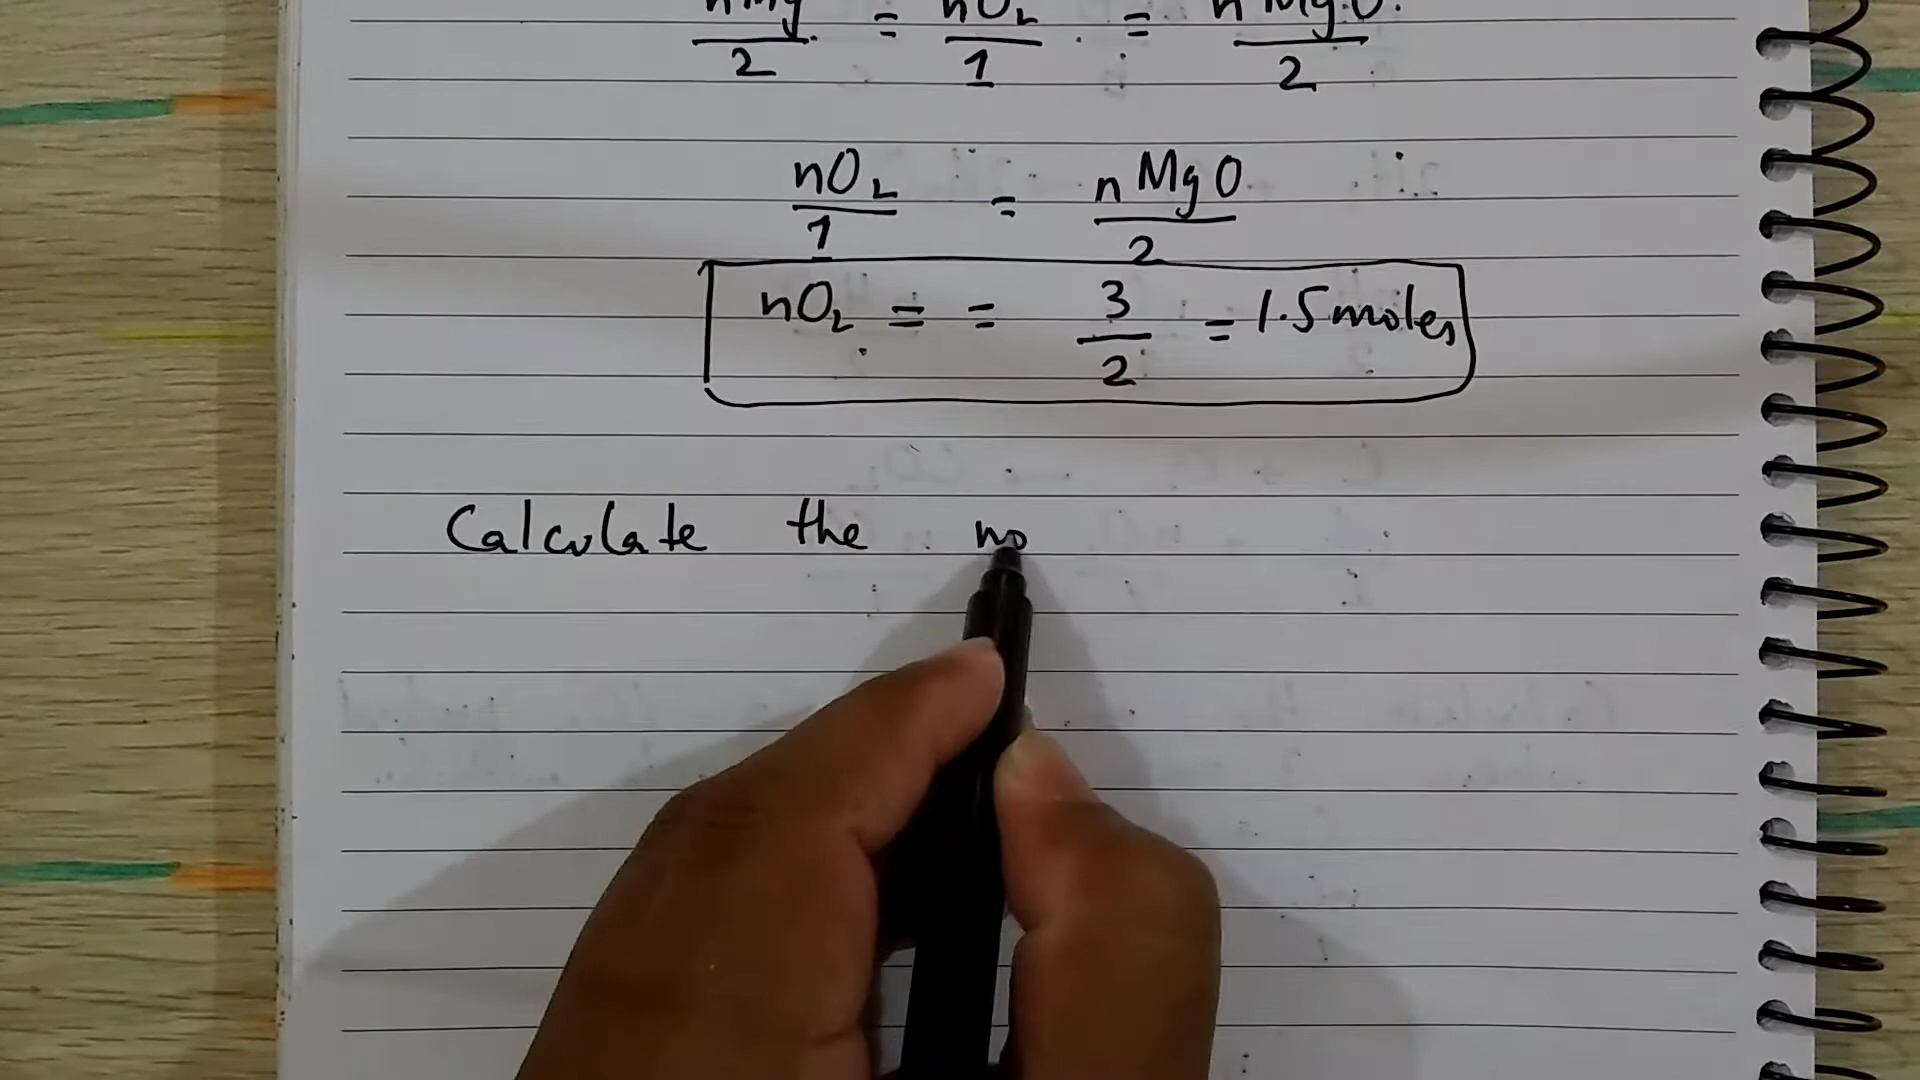 nMg/2 = nO₂/1 = nMgO/2
nO₂/1 = nMgO/2
nO₂ = = 3/2 = 1.5 moles
Calculate the no